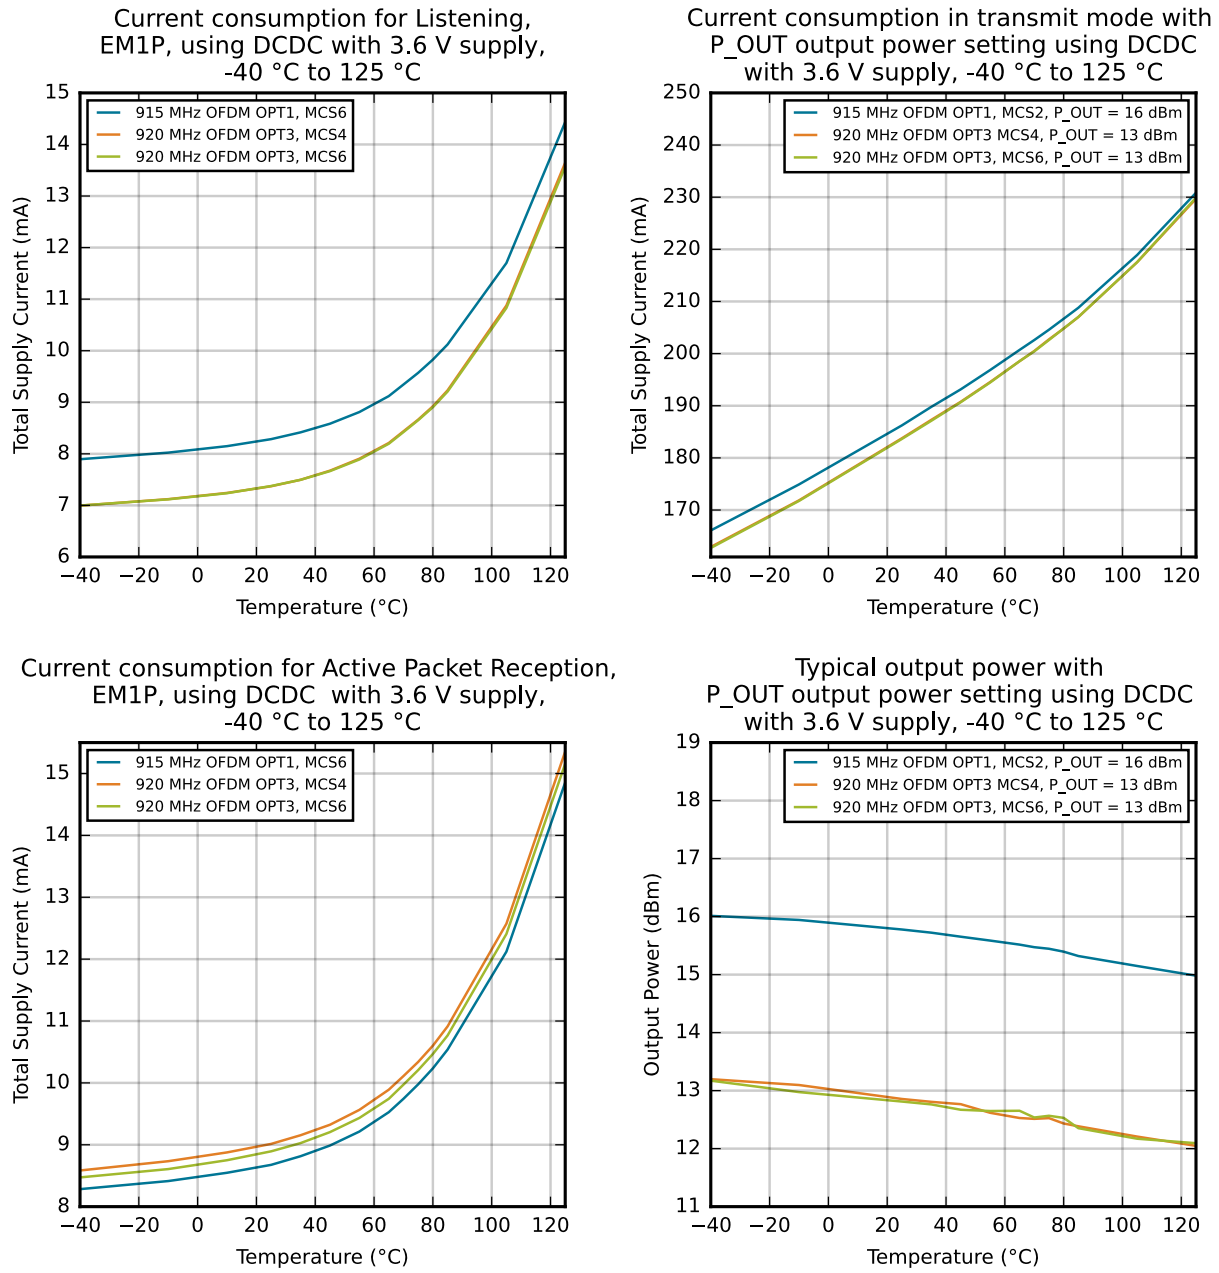 Current consumption for Listening,
EM1P, using DCDC with 3.6 V supply,
-40 °C to 125 °C
15
14
13
12
11
10
9
8
7
6
Total Supply Current (mA)
915 MHz OFDM OPT1, MCS6
920 MHz OFDM OPT3, MCS4
920 MHz OFDM OPT3, MCS6
−40 −20 0 20 40 60 80 100 120
Temperature (°C)
Current consumption in transmit mode with
P_OUT output power setting using DCDC
with 3.6 V supply, -40 °C to 125 °C
250
240
230
220
210
200
190
180
170
Total Supply Current (mA)
915 MHz OFDM OPT1, MCS2, P_OUT = 16 dBm
920 MHz OFDM OPT3 MCS4, P_OUT = 13 dBm
920 MHz OFDM OPT3, MCS6, P_OUT = 13 dBm
−40 −20 0 20 40 60 80 100 120
Temperature (°C)
Current consumption for Active Packet Reception,
EM1P, using DCDC  with 3.6 V supply,
-40 °C to 125 °C
15
14
13
12
11
10
9
8
Total Supply Current (mA)
915 MHz OFDM OPT1, MCS6
920 MHz OFDM OPT3, MCS4
920 MHz OFDM OPT3, MCS6
−40 −20 0 20 40 60 80 100 120
Temperature (°C)
Typical output power with
P_OUT output power setting using DCDC
with 3.6 V supply, -40 °C to 125 °C
19
18
17
16
15
14
13
12
11
Output Power (dBm)
915 MHz OFDM OPT1, MCS2, P_OUT = 16 dBm
920 MHz OFDM OPT3 MCS4, P_OUT = 13 dBm
920 MHz OFDM OPT3, MCS6, P_OUT = 13 dBm
−40 −20 0 20 40 60 80 100 120
Temperature (°C)